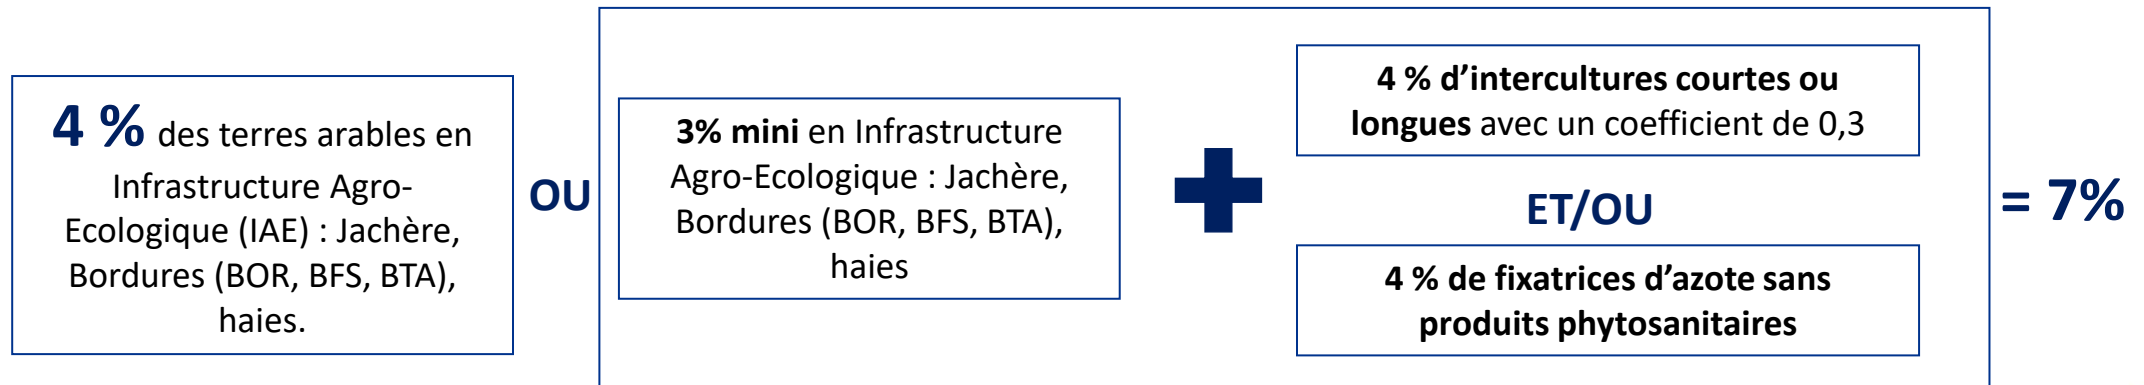 4 % des terres arables en
Infrastructure Agro-
Ecologique (IAE) : Jachère,
Bordures (BOR, BFS, BTA),
haies.
OU
3% mini en Infrastructure
Agro-Ecologique : Jachère,
Bordures (BOR, BFS, BTA),
haies
4 % d’intercultures courtes ou
longues avec un coefficient de 0,3
ET/OU
4 % de fixatrices d’azote sans
produits phytosanitaires
= 7%